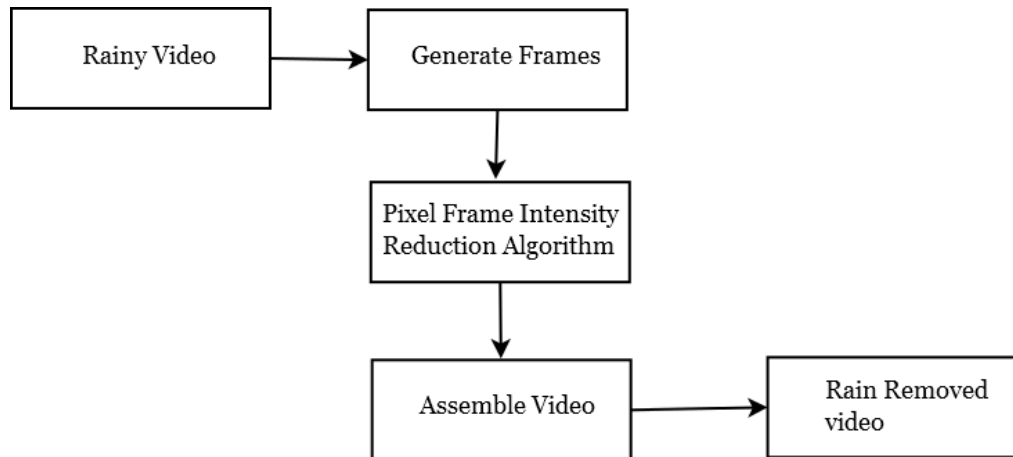 Rainy Video
Generate Frames
Pixel Frame Intensity
Reduction Algorithm
Assemble Video
Rain Removed
video